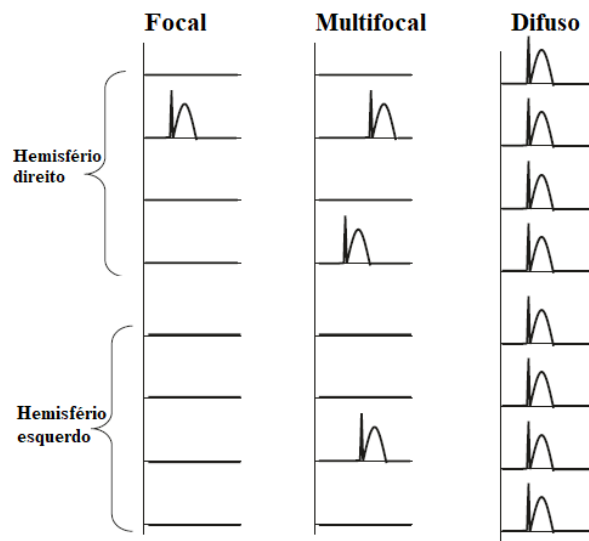 Focal
Multifocal
Difuso
Hemisfério
direito
Hemisfério
esquerdo